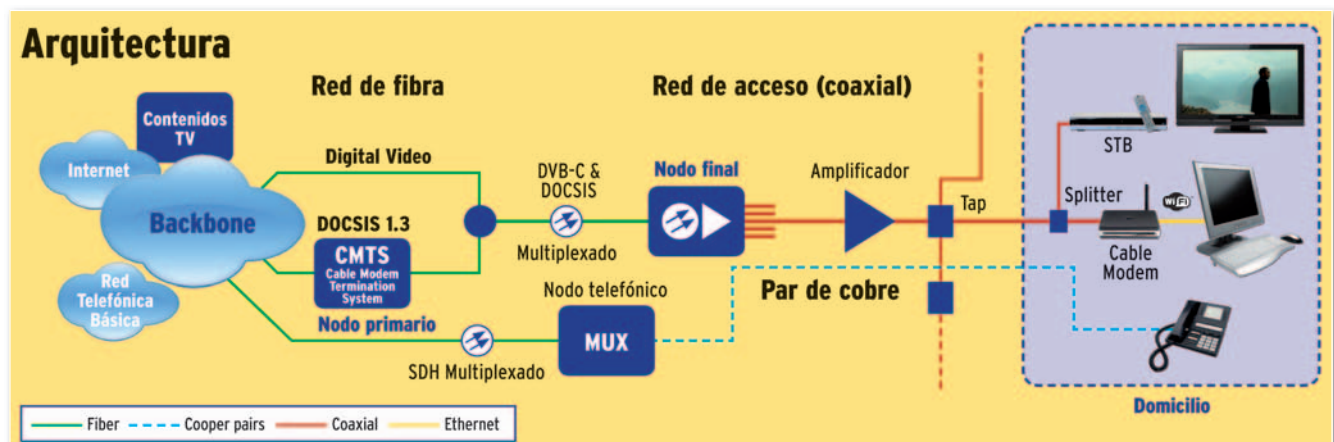 Arquitectura
Red de fibra
Red de acceso (coaxial)
Contenidos
TV
Internet
Backbone
Red
Telefónica
Básica
Digital Video
DOCSIS 1.3
CMTS
Cable Modem
Termination
System
Nodo primario
DVB-C &
DOCSIS
Multiplexado
SDH Multiplexado
Nodo telefónico
MUX
Nodo final
Amplificador
Par de cobre
Tap
Splitter
STB
WiFi
Cable
Modem
Domicilio
Fiber
Cooper pairs
Coaxial
Ethernet